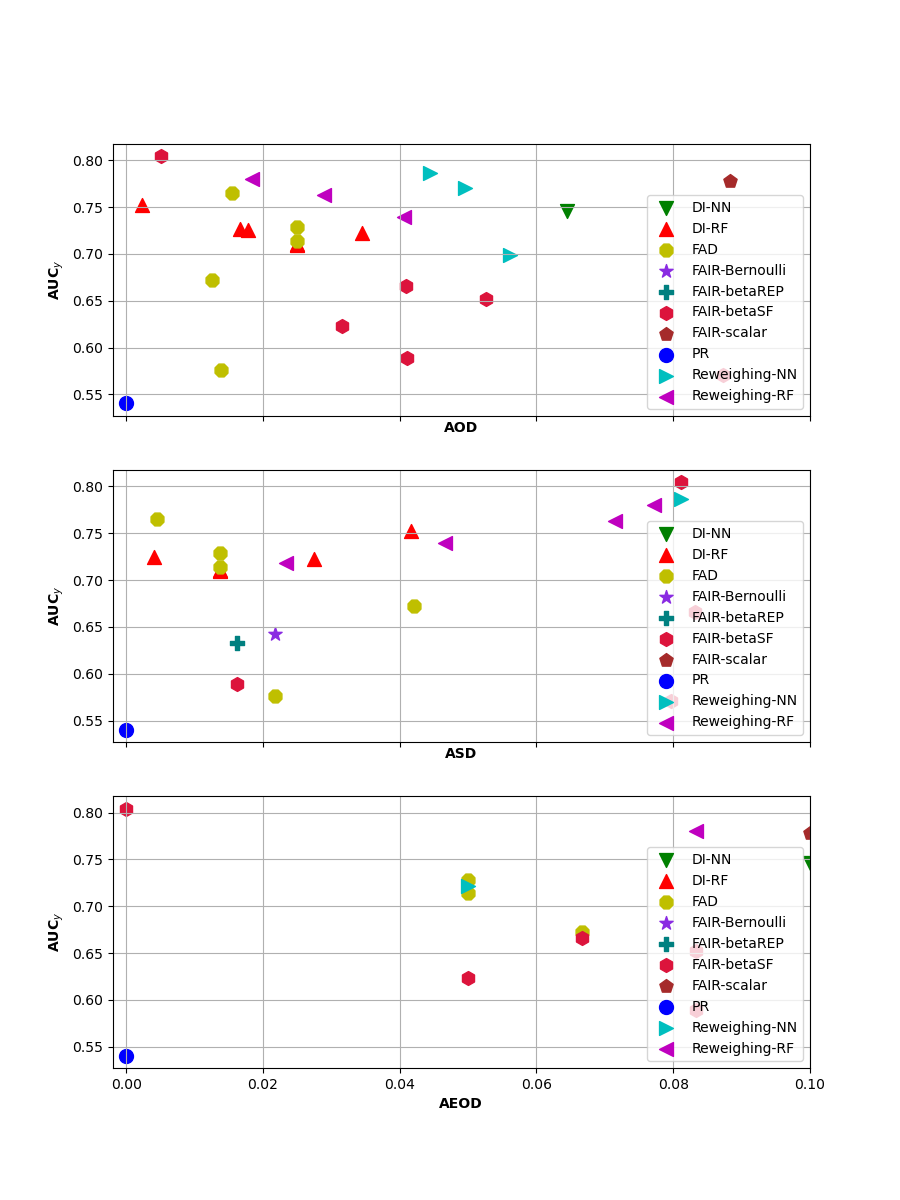 0.80
0.75
0.70
0.65
0.60
0.55
AUCy
DI-NN
DI-RF
FAD
FAIR-Bernoulli
FAIR-betaREP
FAIR-betaSF
FAIR-scalar
PR
Reweighing-NN
Reweighing-RF
AOD
0.80
0.75
0.70
0.65
0.60
0.55
AUCy
DI-NN
DI-RF
FAD
FAIR-Bernoulli
FAIR-betaREP
FAIR-betaSF
FAIR-scalar
PR
Reweighing-NN
Reweighing-RF
ASD
0.80
0.75
0.70
0.65
0.60
0.55
AUCy
DI-NN
DI-RF
FAD
FAIR-Bernoulli
FAIR-betaREP
FAIR-betaSF
FAIR-scalar
PR
Reweighing-NN
Reweighing-RF
0.00 0.02 0.04 0.06 0.08 0.10
AEOD